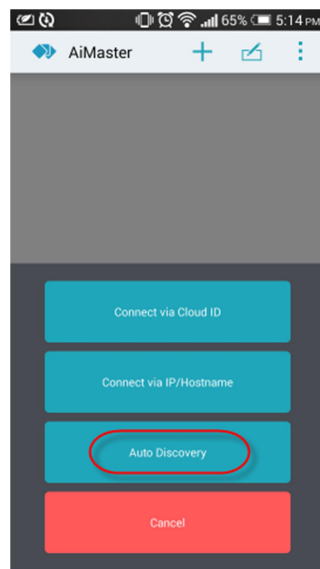 65% 5:14 PM
AiMaster
Connect via Cloud ID
Connect via IP/Hostname
Auto Discovery
Cancel